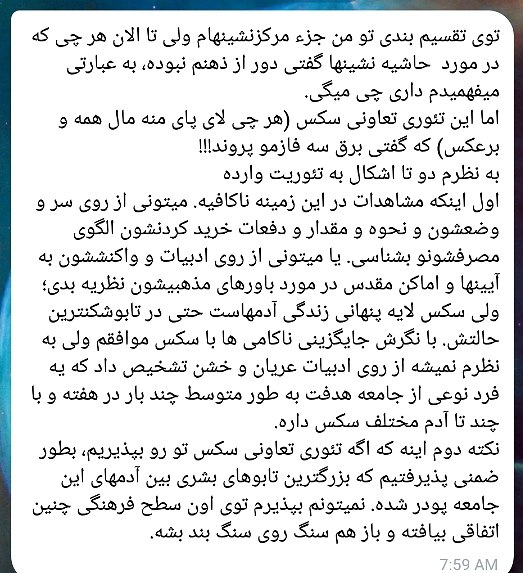 توی تقسیم بندی تو من جزء مرکزنشینهام ولی تا الان هر چی که
در مورد حاشیه نشینها گفتی دور از ذهنم نبوده، به عبارتی
میفهمیدم داری چی میگی.
اما این تئوری تعاونی سکس (هر چی لای پای منه مال همه و
برعکس) که گفتی برق سه فازمو پروند!!!
به نظرم دو تا اشکال به تئوریت وارده
اول اینکه مشاهدات در این زمینه ناکافیه. میتونی از روی سر و
وضعشون و نحوه و مقدار و دفعات خرید کردنشون الگوی
مصرفشونو بشناسی. یا میتونی از روی ادبیات و واکنششون به
آیینها و اماکن مقدس در مورد باورهای مذهبیشون نظریه بدی؛
ولی سکس لایه پنهانی زندگی آدمهاست حتی در تابوشکنترین
حالتش. با نگرش جایگزینی ناکامی ها با سکس موافقم ولی به
نظرم نمیشه از روی ادبیات عریان و خشن تشخیص داد که یه
فرد نوعی از جامعه هدفت به طور متوسط چند بار در هفته و با
چند تا آدم مختلف سکس داره.
نکته دوم اینه که اگه تئوری تعاونی سکس تو رو بپذیریم، بطور
ضمنی پذیرفتیم که بزرگترین تابوهای بشری بین آدمهای این
جامعه پودر شده. نمیتونم بپذیرم توی اون سطح فرهنگی چنین
اتفاقی بیافته و باز هم سنگ روی سنگ بند بشه.
7:59 AM